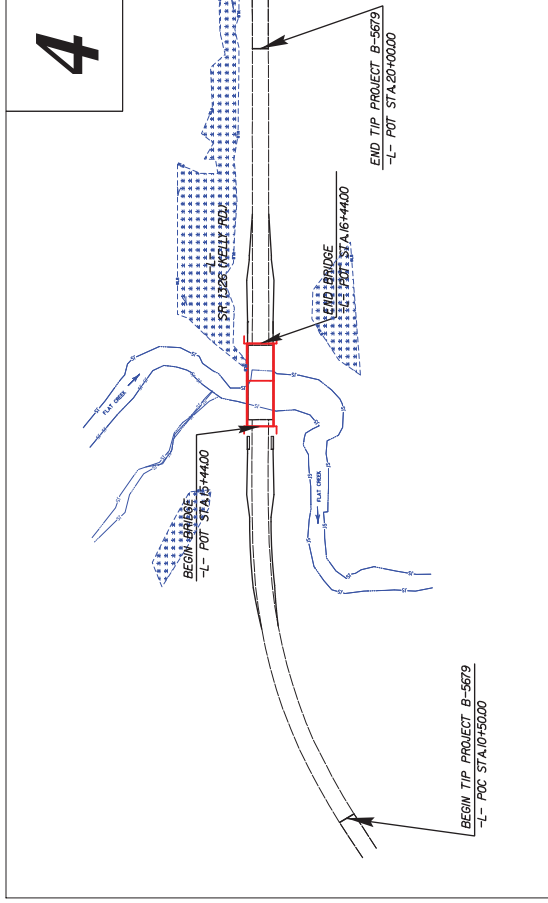 4
END TIP PROJECT B-5679
-L- POT STA.20+00.00
-L-
SR 1326 (KELLY RD.)
END BRIDGE
-L- POT STA.16+44.00
FLAT CREEK
BEGIN BRIDGE
-L- POT STA.15+44.00
FLAT CREEK
BEGIN TIP PROJECT B-5679
-L- POC STA.10+50.00